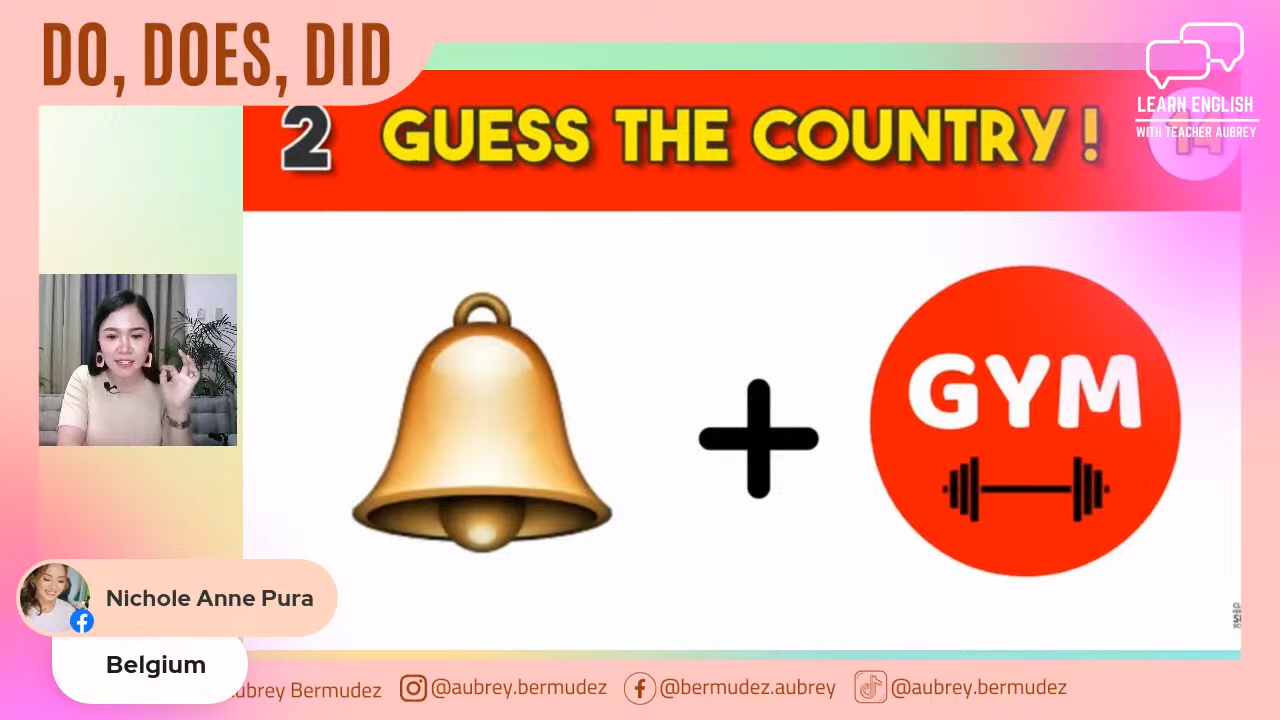 DO, DOES, DID
LEARN ENGLISH
WITH TEACHER AUBREY
2 GUESS THE COUNTRY !
14
GYM
Nichole Anne Pura
Belgium
ubrey Bermudez
@aubrey.bermudez
@bermudez.aubrey
@aubrey.bermudez